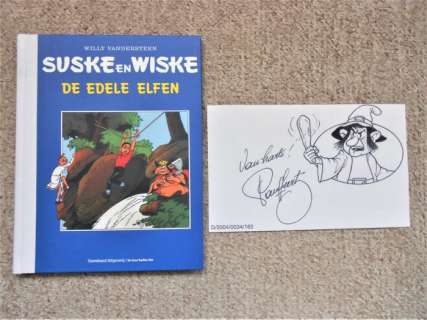 WILLY VANDERSTEEN
SUSKE EN WISKE
DE EDELE ELFEN
Standaard Uitgeverij
Van harte!
D/2004/0034/185